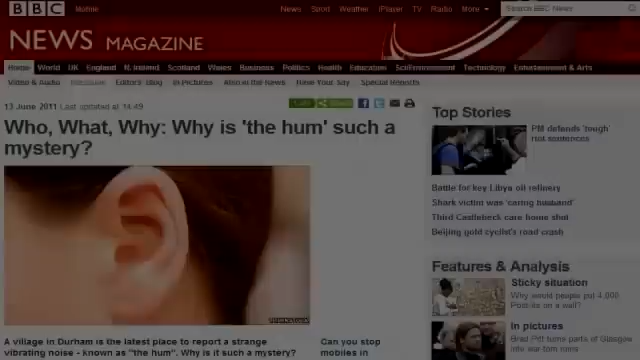 BBC
Mobile
News Sport Weather iPlayer TV Radio More
Search BBC News
NEWS MAGAZINE
Home World UK England N. Ireland Scotland Wales Business Politics Health Education Sci/Environment Technology Entertainment & Arts
Video & Audio Magazine Editors' Blog In Pictures Also in the News Have Your Say Special Reports
13 June 2011 Last updated at 14:49
Who, What, Why: Why is 'the hum' such a
mystery?
A village in Durham is the latest place to report a strange
vibrating noise - known as "the hum". Why is it such a mystery?
Can you stop
mobiles in
Top Stories
PM defends 'tough'
riot sentences
Battle for key Libya oil refinery
Shark victim was 'caring husband'
Third Castlebeck care home shut
Beijing gold cyclist's road crash
Features & Analysis
Sticky situation
Why would people put 4,000
Post-its on a wall?
In pictures
Brad Pitt turns parts of Glasgow
into war-torn ruins